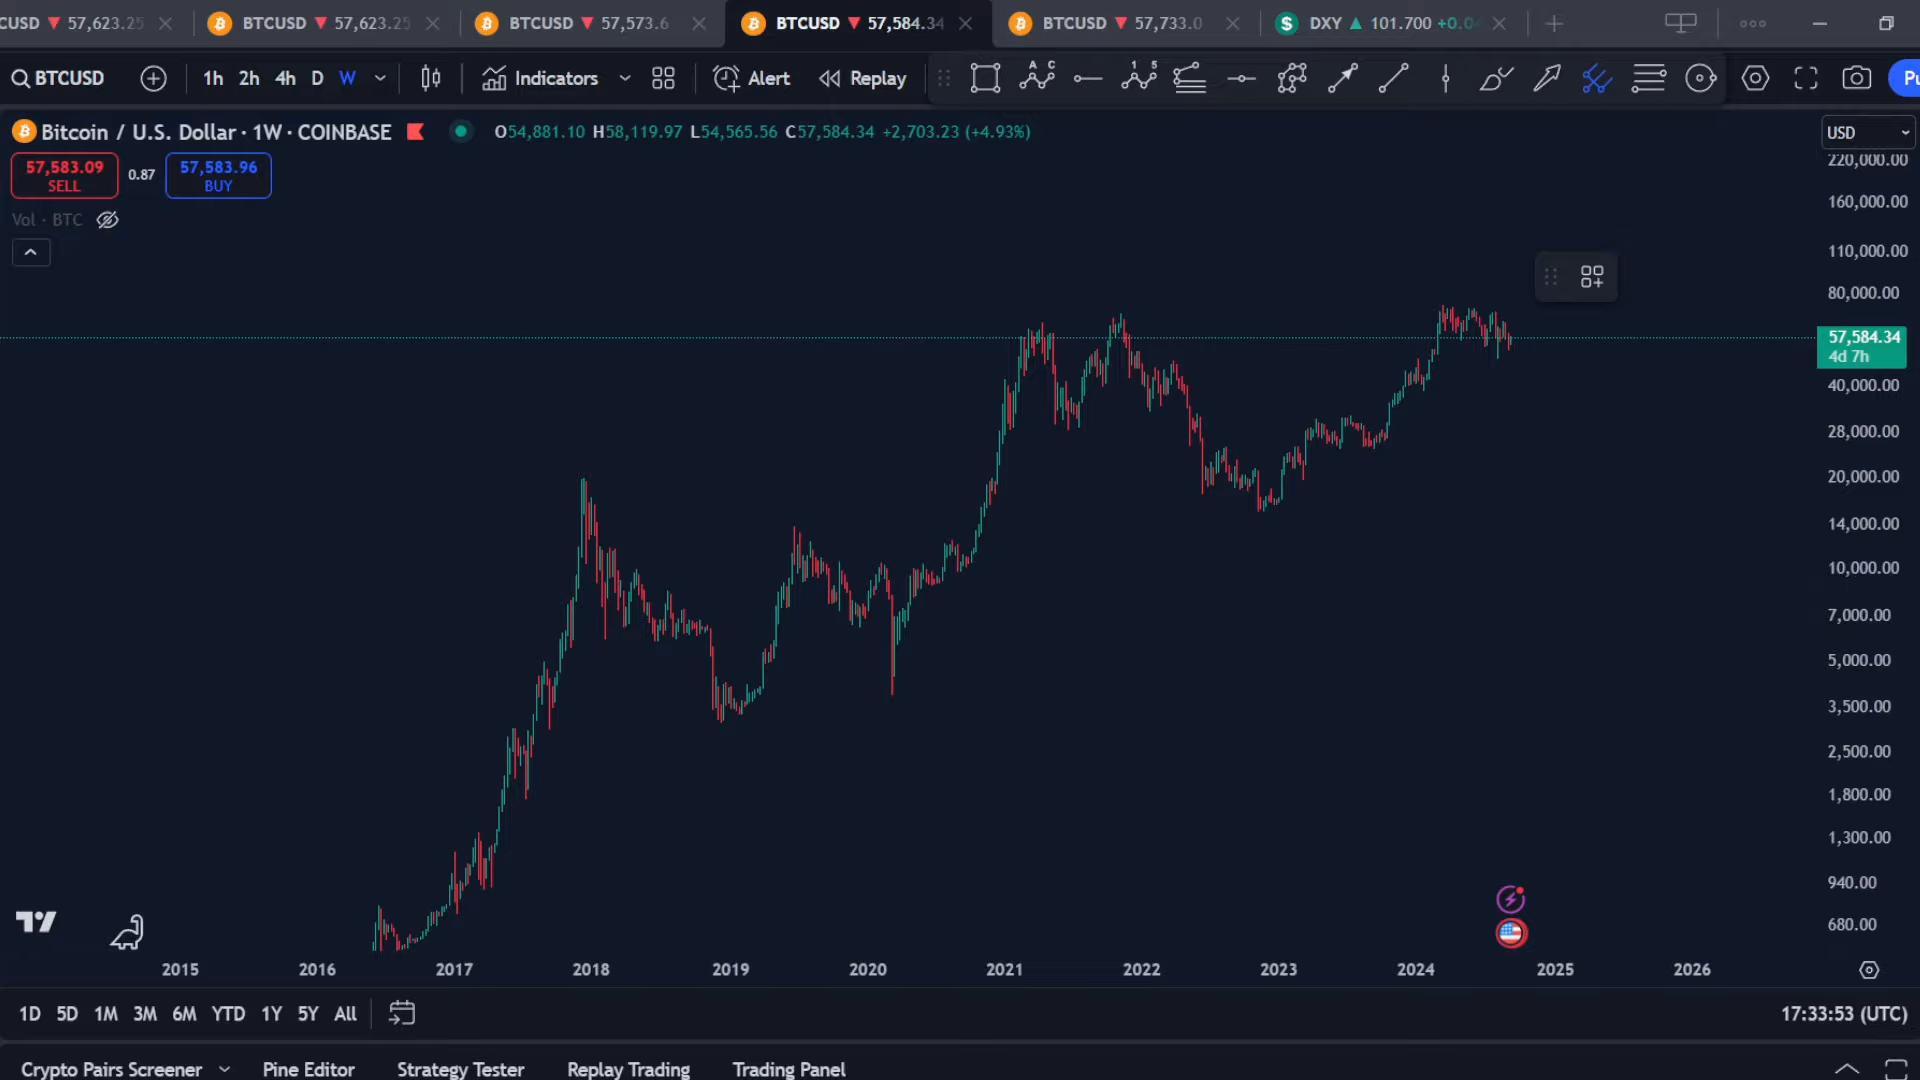 CUSD 57,623.25
BTCUSD 57,623.25
BTCUSD 57,573.6
BTCUSD 57,584.34
BTCUSD 57,733.0
DXY 101.700 +0.0
BTCUSD 1h 2h 4h D W Indicators Alert Replay Pu
Bitcoin / U.S. Dollar · 1W · COINBASE O54,881.10 H58,119.97 L54,565.56 C57,584.34 +2,703.23 (+4.93%)
USD
57,583.09
SELL
0.87
57,583.96
BUY
Vol · BTC
220,000.00
160,000.00
110,000.00
80,000.00
57,584.34
4d 7h
40,000.00
28,000.00
20,000.00
14,000.00
10,000.00
7,000.00
5,000.00
3,500.00
2,500.00
1,800.00
1,300.00
940.00
680.00
2015 2016 2017 2018 2019 2020 2021 2022 2023 2024 2025 2026
1D 5D 1M 3M 6M YTD 1Y 5Y All 17:33:53 (UTC)
Crypto Pairs Screener Pine Editor Strategy Tester Replay Trading Trading Panel